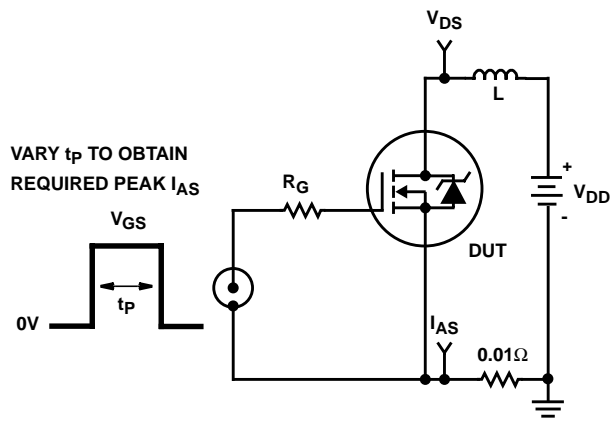 V_DS
L
VARY t_P TO OBTAIN
REQUIRED PEAK I_AS
R_G
+
V_DD
-
V_GS
DUT
t_P
0V
I_AS
0.01Ω